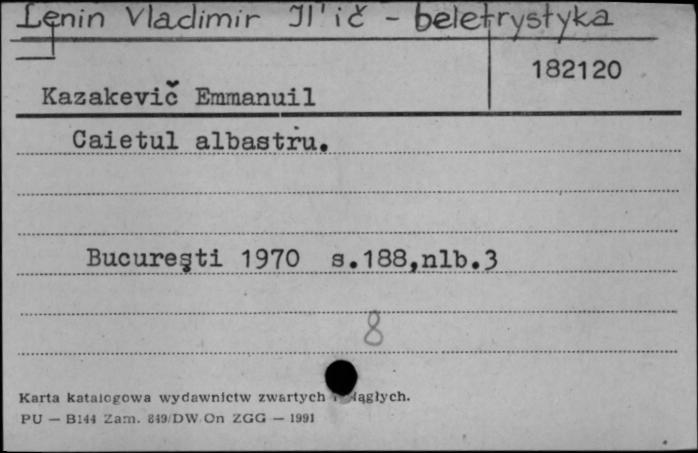 Lenin Vladimir Il'ič - beletrystyka
182120
Kazakevič Emmanuil
Caietul albastru.
Bucureşti 1970 s.188,nlb.3
8
Karta katalogowa wydawnictw zwartych i ciągłych.
PU — B144 Zam. 849/DW/On ZGG — 1991